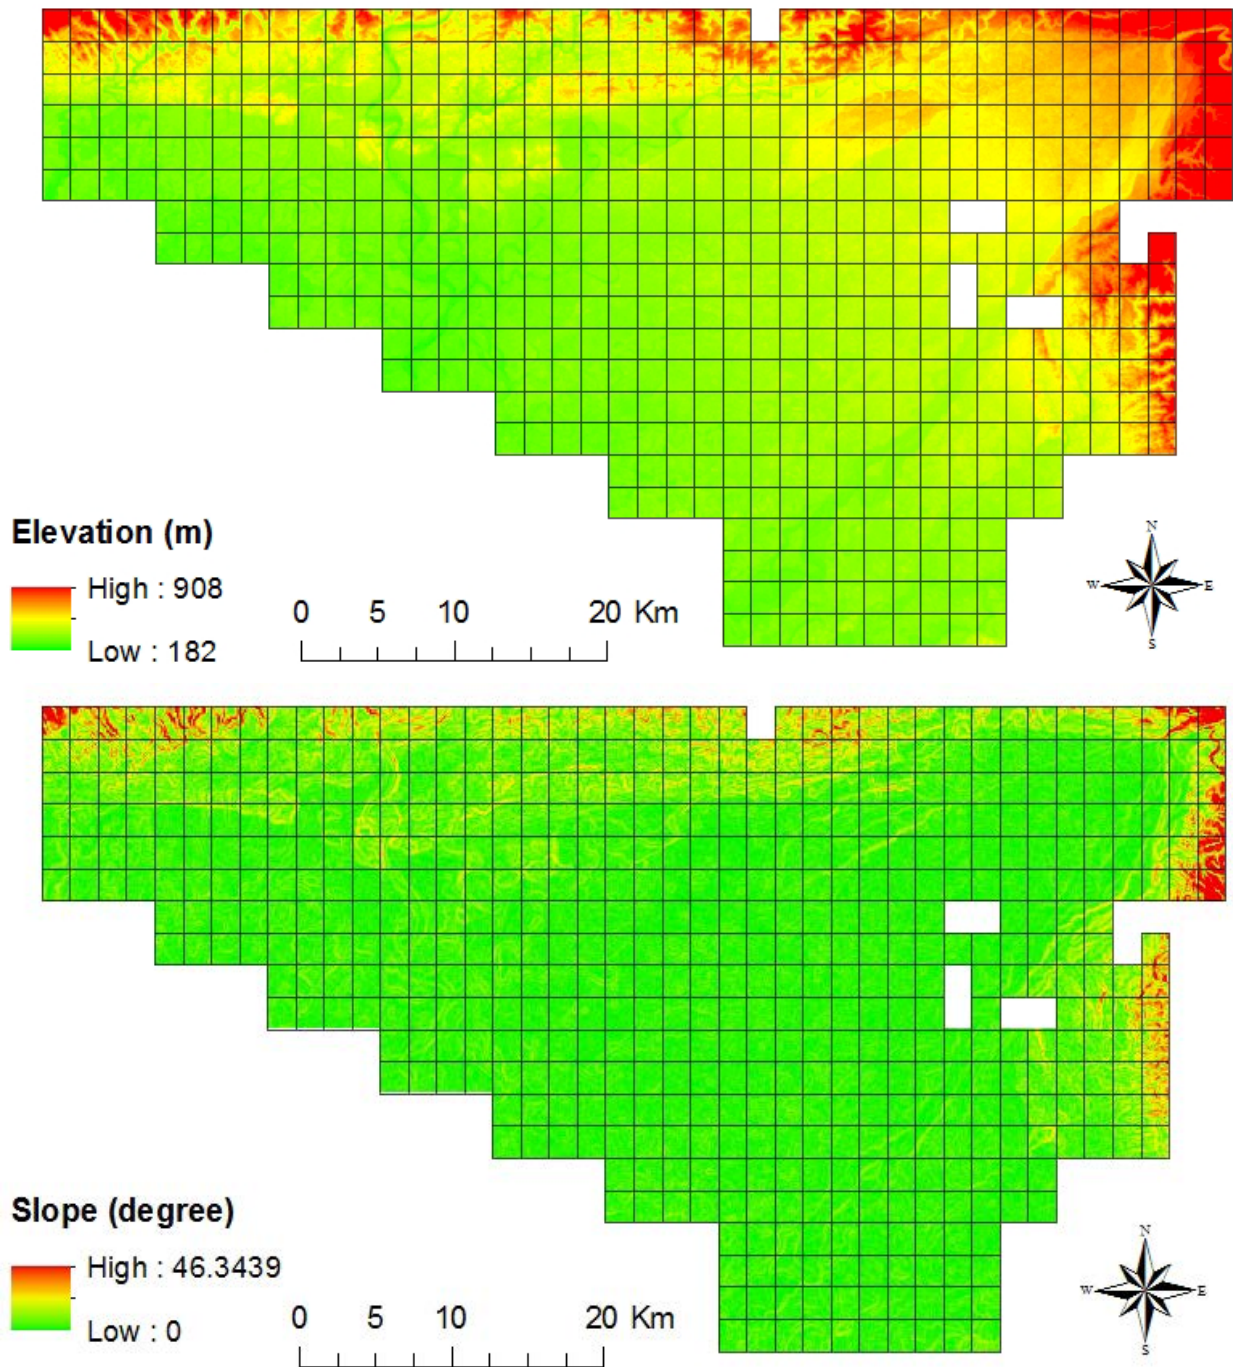 N
W E
S
Elevation (m)
High : 908
Low : 182
0 5 10 20 Km
N
W E
S
Slope (degree)
High : 46.3439
Low : 0
0 5 10 20 Km